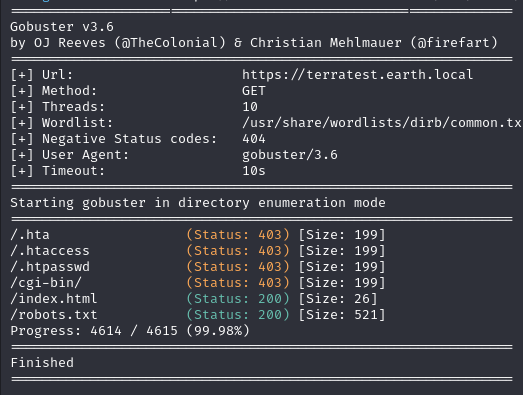 Gobuster v3.6
by OJ Reeves (@TheColonial) & Christian Mehlmauer (@firefart)
[+] Url: https://terratest.earth.local
[+] Method: GET
[+] Threads: 10
[+] Wordlist: /usr/share/wordlists/dirb/common.tx
[+] Negative Status codes: 404
[+] User Agent: gobuster/3.6
[+] Timeout: 10s
Starting gobuster in directory enumeration mode
/.hta (Status: 403) [Size: 199]
/.htaccess (Status: 403) [Size: 199]
/.htpasswd (Status: 403) [Size: 199]
/cgi-bin/ (Status: 403) [Size: 199]
/index.html (Status: 200) [Size: 26]
/robots.txt (Status: 200) [Size: 521]
Progress: 4614 / 4615 (99.98%)
Finished